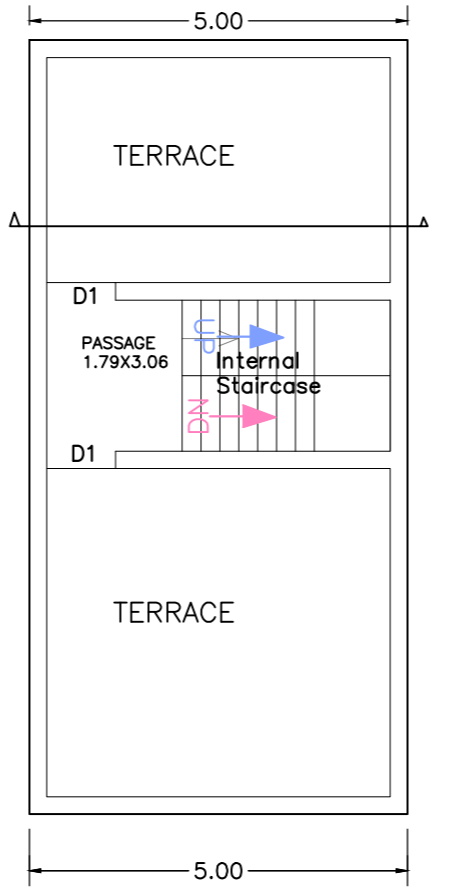 5.00
TERRACE
A
A
D1
PASSAGE
1.79X3.06
UP
Internal
Staircase
DN
D1
TERRACE
5.00